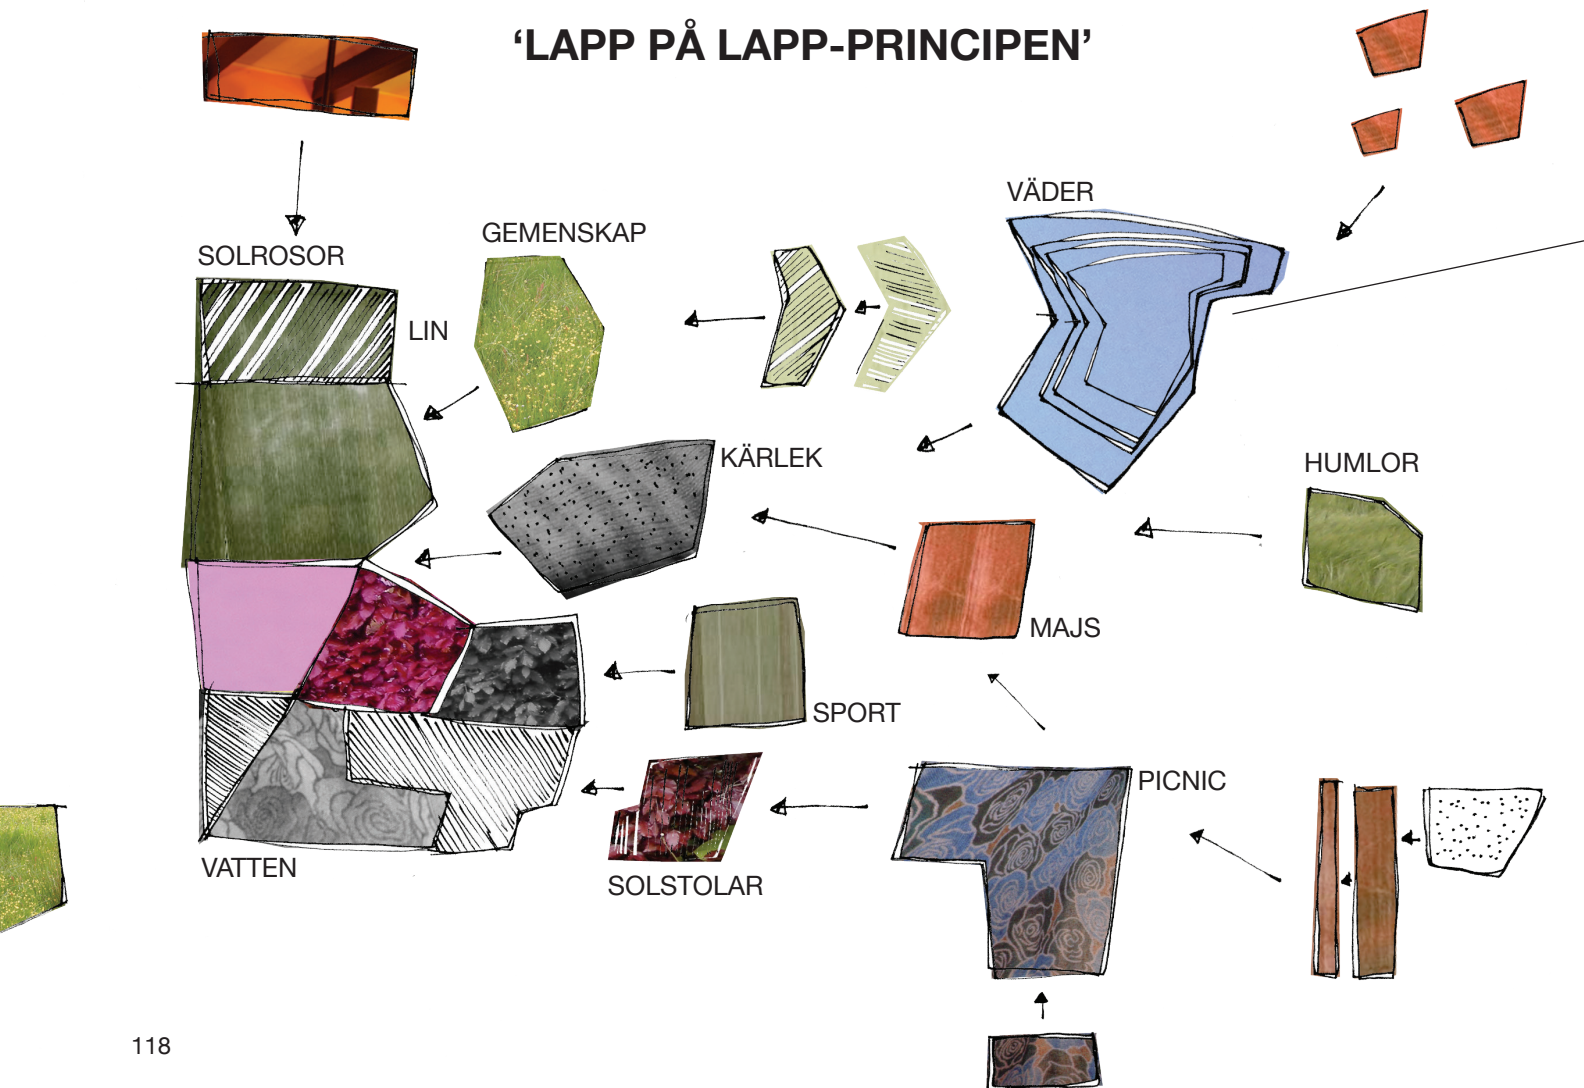 ‘LAPP PÅ LAPP-PRINCIPEN’
VÄDER
GEMENSKAP
SOLROSOR
LIN
KÄRLEK
HUMLOR
MAJS
SPORT
PICNIC
VATTEN
SOLSTOLAR
118